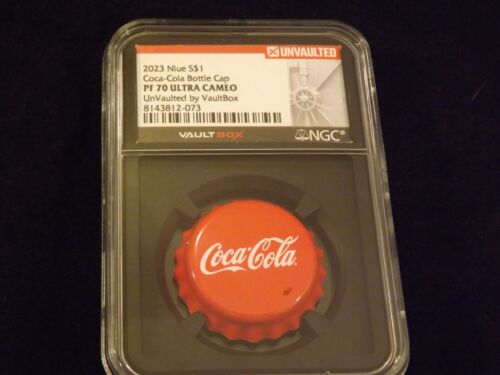 UNVAULTED
2023 Niue S$1
Coca-Cola Bottle Cap
PF 70 ULTRA CAMEO
UnVaulted by VaultBox
8143812-073
VAULTBOX
NGC®
Coca-Cola